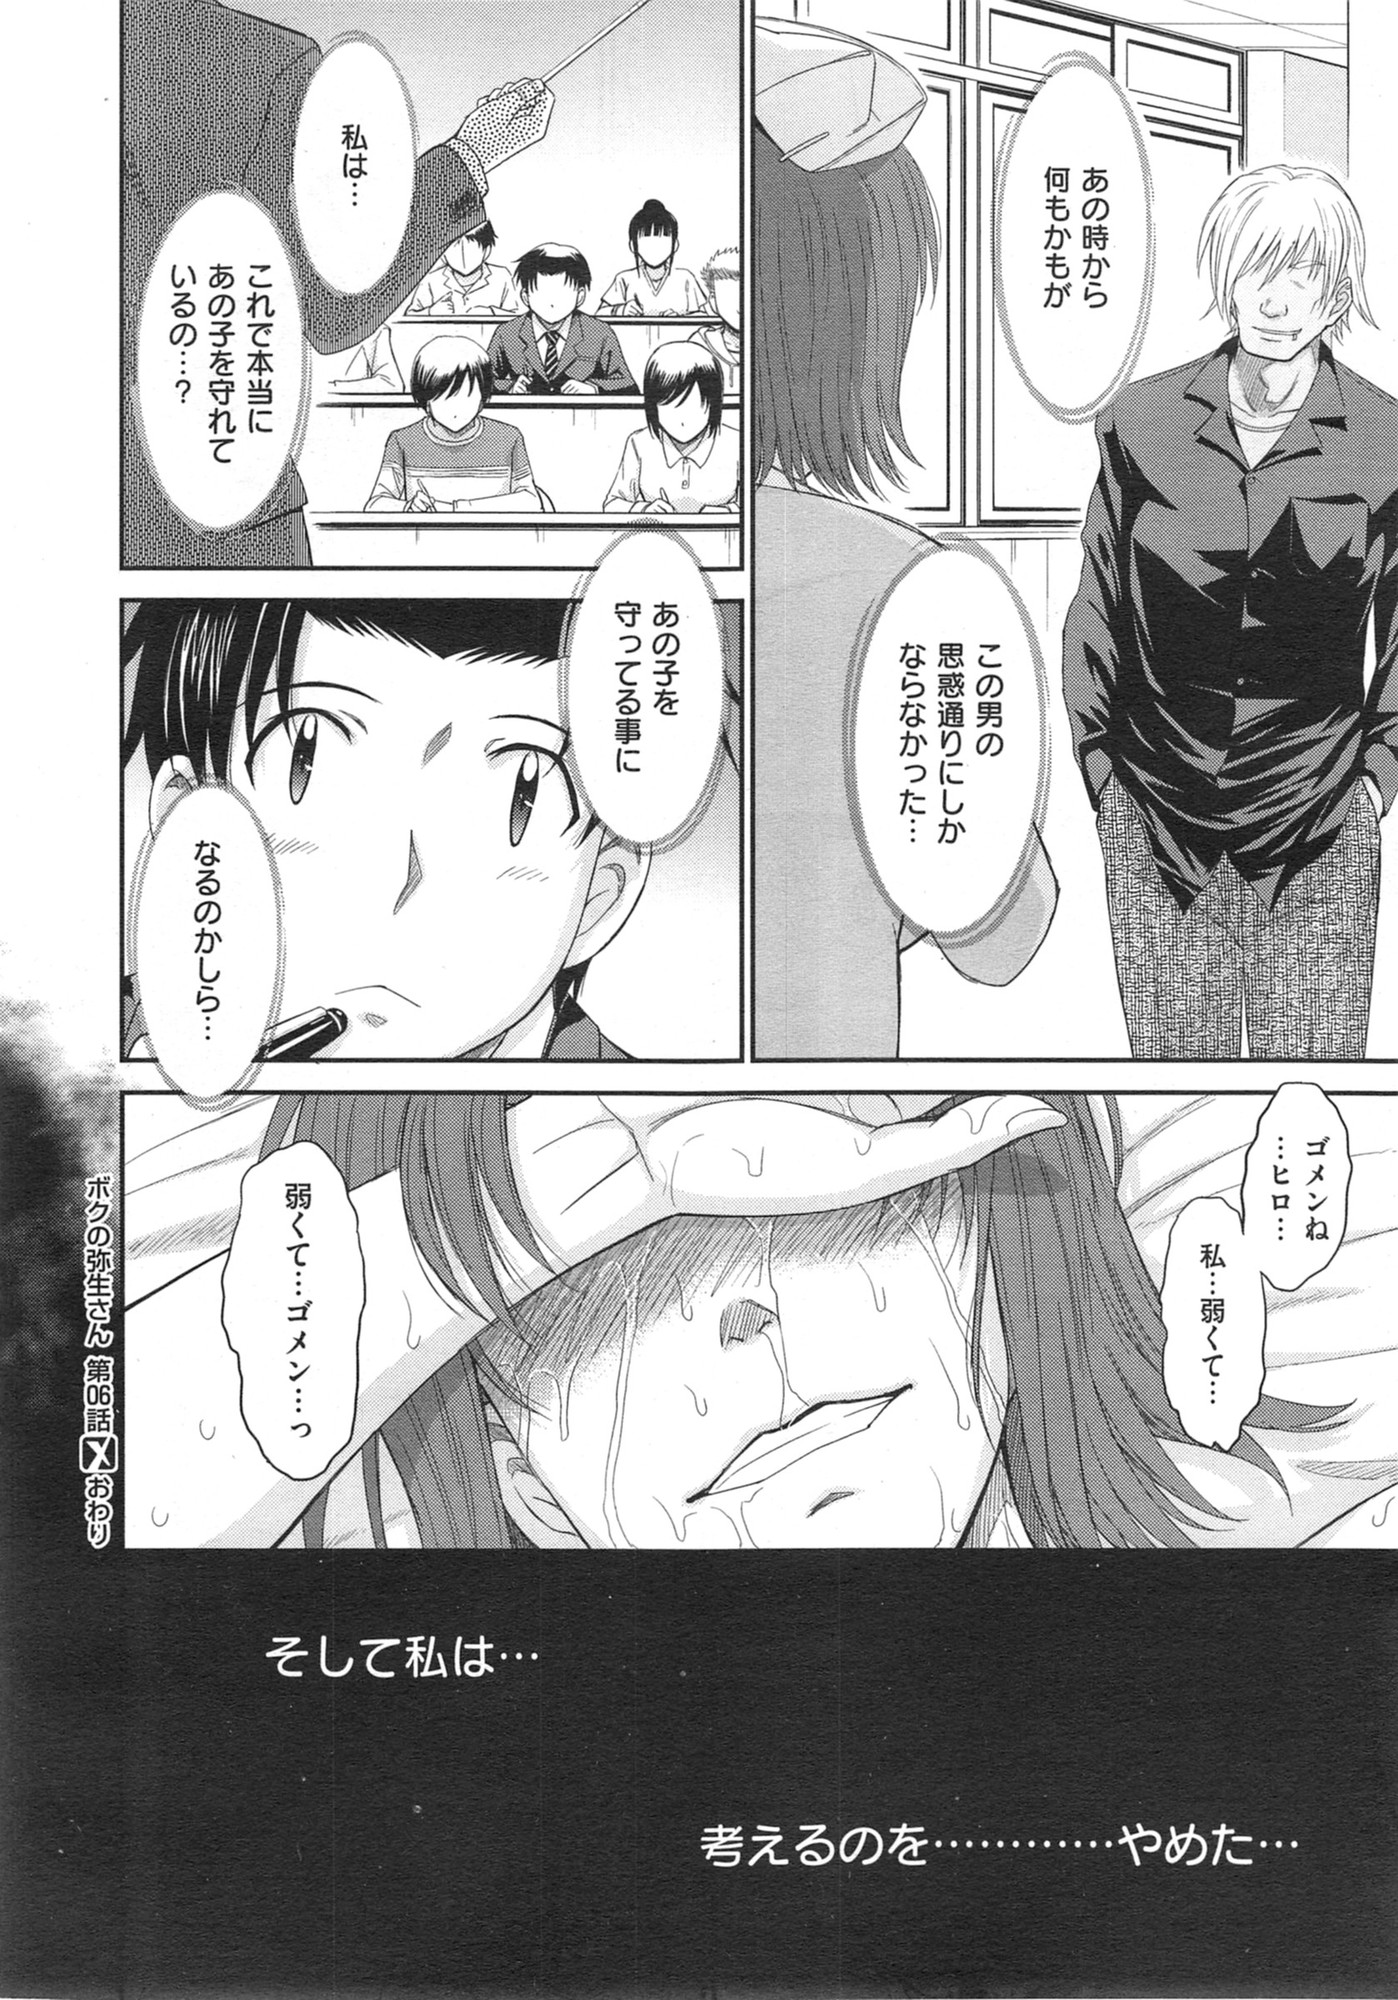 あの時から
何もかもが
この男の
思惑通りにしか
ならなかった…
私は…
これで本当に
あの子を守れて
いるの…？
あの子を
守ってる事に
なるのかしら…
ゴメンね
…ヒロ…
私…弱くて…
弱くて…ゴメン…っ
そして私は…
考えるのを…………やめた…
ボクの弥生さん 第06話 X おわり